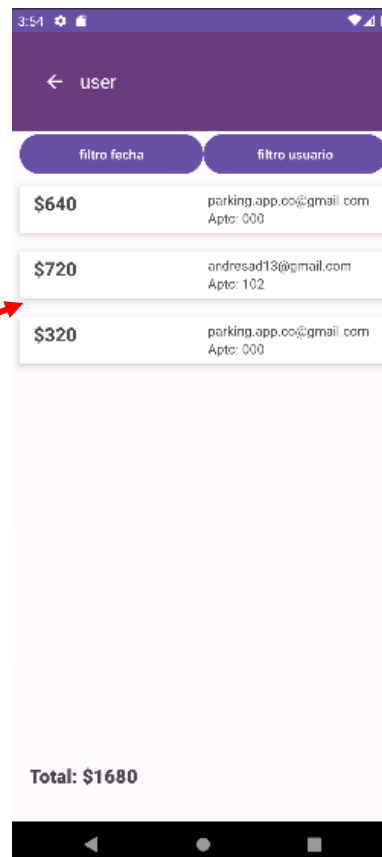 3:54
user
filtro fecha
filtro usuario
$640
parking.app.co@gmail.com
Apto: 000
$720
andresad13@gmail.com
Apto: 102
$320
parking.app.co@gmail.com
Apto: 000
Total: $1680